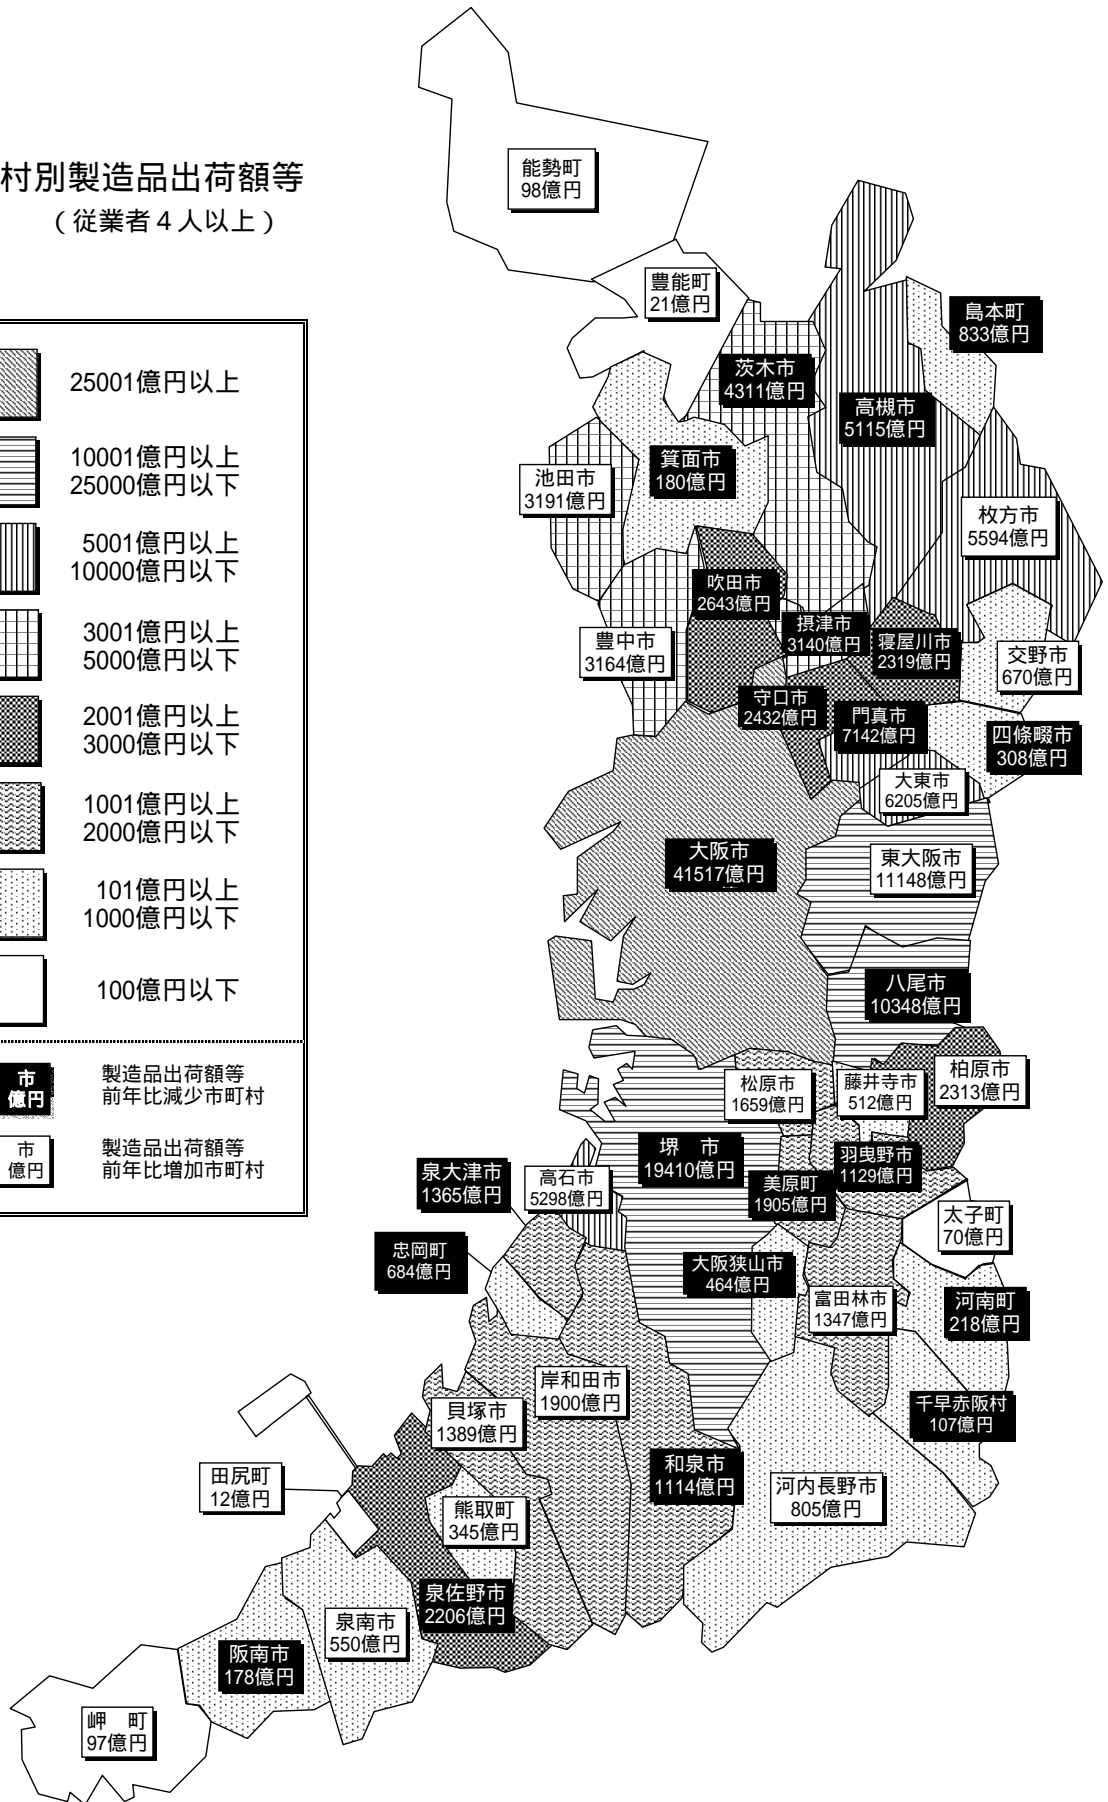 村別製造品出荷額等
（従業者４人以上）
25001億円以上
10001億円以上
25000億円以下
5001億円以上
10000億円以下
3001億円以上
5000億円以下
2001億円以上
3000億円以下
1001億円以上
2000億円以下
101億円以上
1000億円以下
100億円以下
市
億円
製造品出荷額等
前年比減少市町村
市
億円
製造品出荷額等
前年比増加市町村
能勢町
98億円
豊能町
21億円
島本町
833億円
茨木市
4311億円
高槻市
5115億円
箕面市
180億円
池田市
3191億円
枚方市
5594億円
吹田市
2643億円
摂津市
3140億円
寝屋川市
2319億円
豊中市
3164億円
交野市
670億円
守口市
2432億円
門真市
7142億円
四條畷市
308億円
大東市
6205億円
大阪市
41517億円
東大阪市
11148億円
八尾市
10348億円
松原市
1659億円
藤井寺市
512億円
柏原市
2313億円
堺　市
19410億円
羽曳野市
1129億円
泉大津市
1365億円
高石市
5298億円
美原町
1905億円
太子町
70億円
忠岡町
684億円
大阪狭山市
464億円
富田林市
1347億円
河南町
218億円
岸和田市
1900億円
貝塚市
1389億円
千早赤阪村
107億円
和泉市
1114億円
河内長野市
805億円
田尻町
12億円
熊取町
345億円
泉佐野市
2206億円
泉南市
550億円
阪南市
178億円
岬　町
97億円